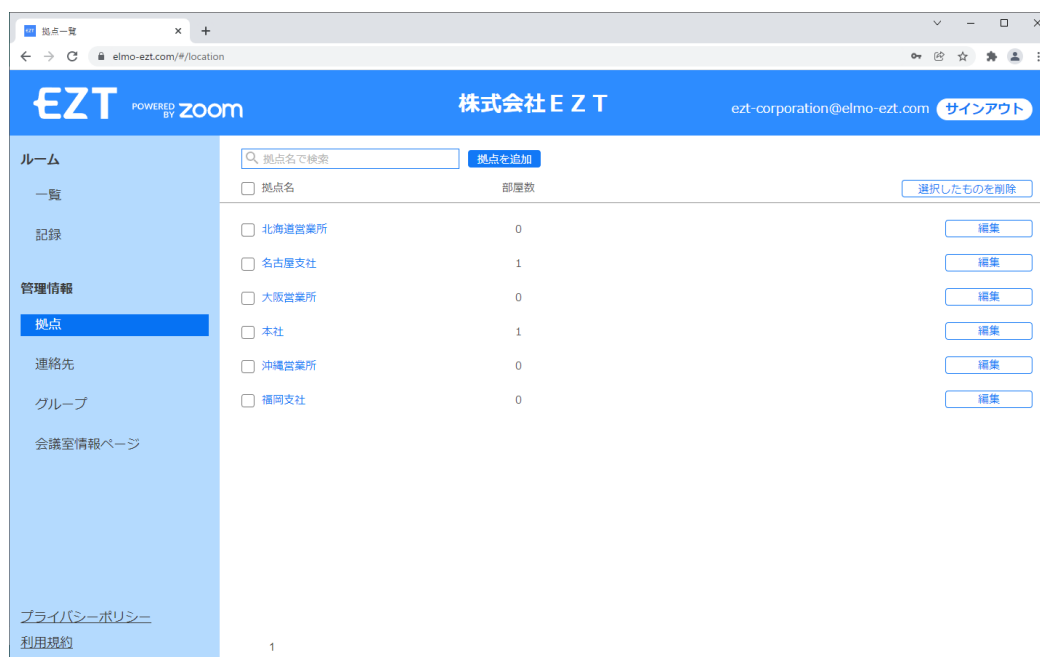 拠点一覧
elmo-ezt.com/#/location
EZT POWERED BY zoom 株式会社ＥＺＴ ezt-corporation@elmo-ezt.com サインアウト
ルーム
一覧
記録
管理情報
拠点
連絡先
グループ
会議室情報ページ
プライバシーポリシー
利用規約
拠点名で検索 拠点を追加
拠点名 部屋数 選択したものを削除
北海道営業所 0 編集
名古屋支社 1 編集
大阪営業所 0 編集
本社 1 編集
沖縄営業所 0 編集
福岡支社 0 編集
1